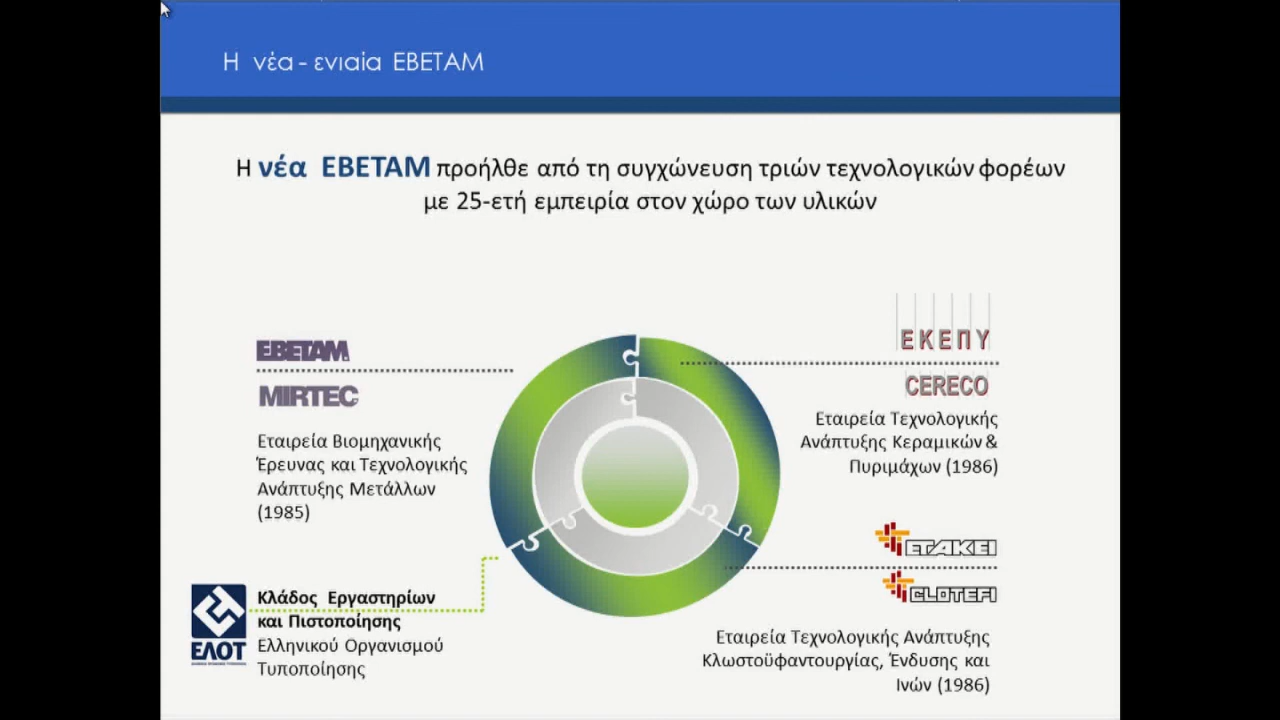 Η νέα - ενιαία ΕΒΕΤΑΜ
Η νέα ΕΒΕΤΑΜ προήλθε από τη συγχώνευση τριών τεχνολογικών φορέων
με 25-ετή εμπειρία στον χώρο των υλικών
ΕΒΕΤΑΜ
MIRTEC
Εταιρεία Βιομηχανικής
Έρευνας και Τεχνολογικής
Ανάπτυξης Μετάλλων
(1985)
ΕΚΕΠΥ
CERECO
Εταιρεία Τεχνολογικής
Ανάπτυξης Κεραμικών &
Πυριμάχων (1986)
ΕΛΟΤ
Κλάδος Εργαστηρίων
και Πιστοποίησης
Ελληνικού Οργανισμού
Τυποποίησης
ΕΤΑΚΕΙ
CLOTEFI
Εταιρεία Τεχνολογικής Ανάπτυξης
Κλωστοϋφαντουργίας, Ένδυσης και
Ινών (1986)